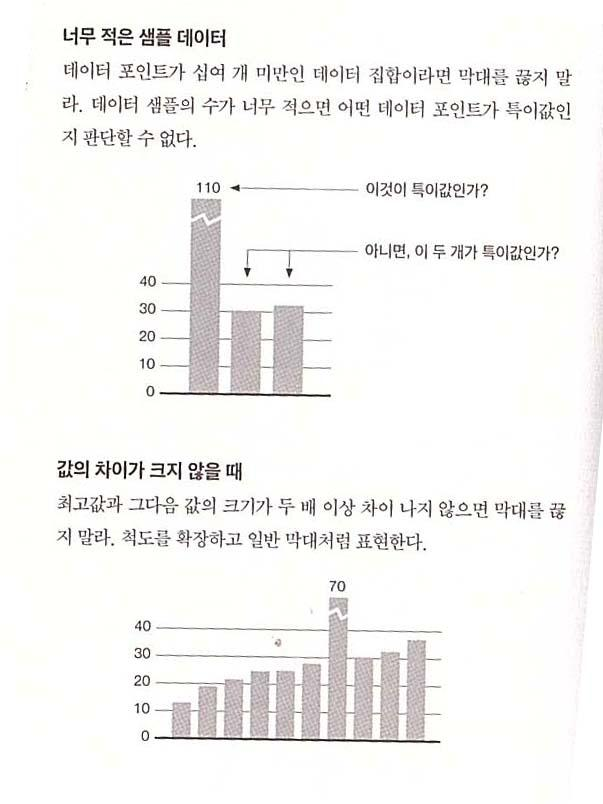 너무 적은 샘플 데이터
데이터 포인트가 십여 개 미만인 데이터 집합이라면 막대를 끊지 말
라. 데이터 샘플의 수가 너무 적으면 어떤 데이터 포인트가 특이값인
지 판단할 수 없다.
110
이것이 특이값인가?
아니면, 이 두 개가 특이값인가?
40
30
20
10
0
값의 차이가 크지 않을 때
최고값과 그다음 값의 크기가 두 배 이상 차이 나지 않으면 막대를 끊
지 말라. 척도를 확장하고 일반 막대처럼 표현한다.
70
40
30
20
10
0